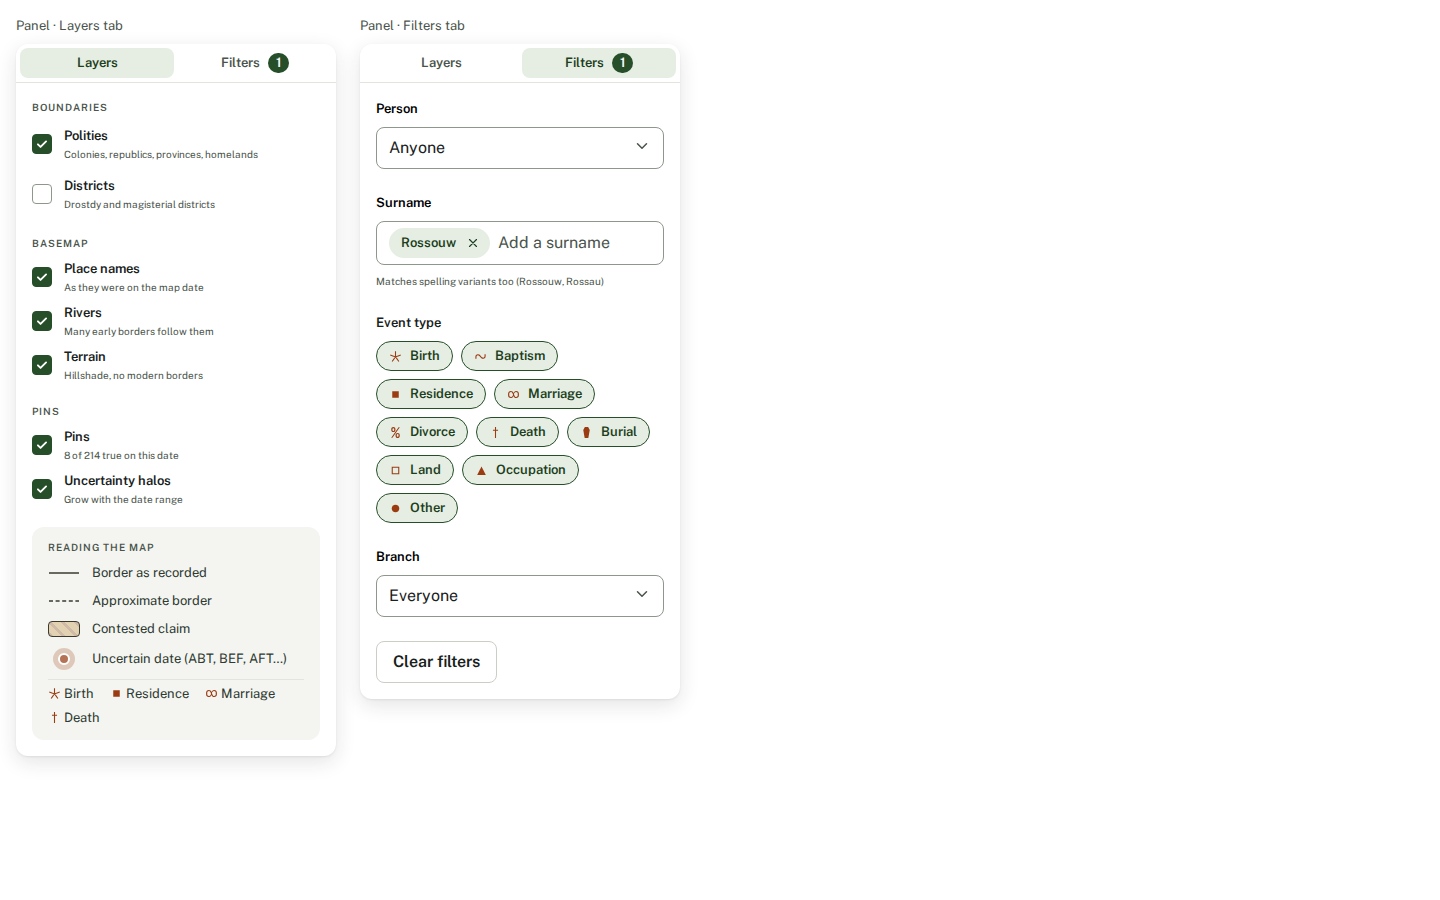 Panel · Layers tab
Layers
Filters 1
BOUNDARIES
Polities
Colonies, republics, provinces, homelands
Districts
Drostdy and magisterial districts
BASEMAP
Place names
As they were on the map date
Rivers
Many early borders follow them
Terrain
Hillshade, no modern borders
PINS
Pins
8 of 214 true on this date
Uncertainty halos
Grow with the date range
READING THE MAP
Border as recorded
Approximate border
Contested claim
Uncertain date (ABT, BEF, AFT…)
Birth Residence Marriage
Death
Panel · Filters tab
Layers
Filters 1
Person
Anyone
Surname
Rossouw Add a surname
Matches spelling variants too (Rossouw, Rossau)
Event type
Birth Baptism
Residence Marriage
Divorce Death Burial
Land Occupation
Other
Branch
Everyone
Clear filters